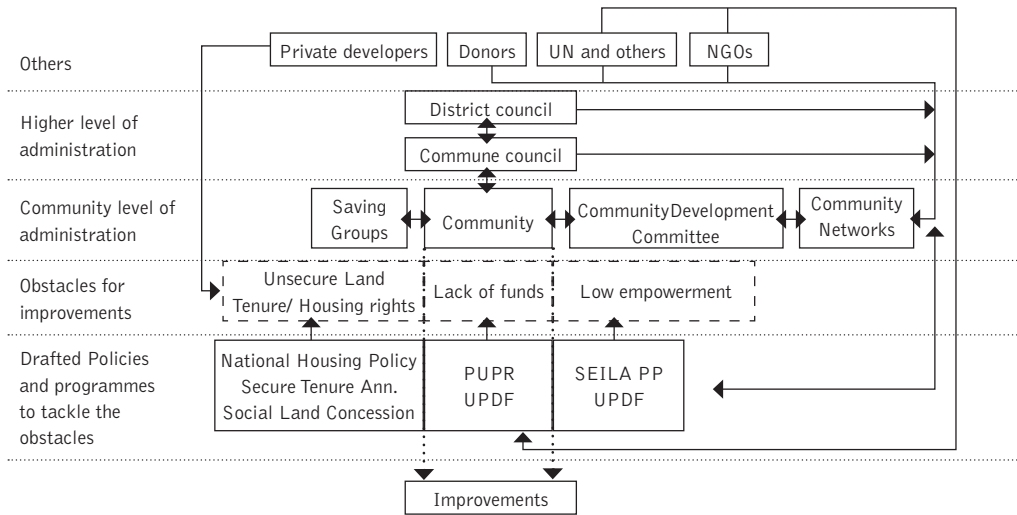 Others
Private developers
Donors
UN and others
NGOs
Higher level of
administration
District council
Commune council
Community level of
administration
Saving
Groups
Community
CommunityDevelopment
Committee
Community
Networks
Obstacles for
improvements
Unsecure Land
Tenure/ Housing rights
Lack of funds
Low empowerment
Drafted Policies
and programmes
to tackle the
obstacles
National Housing Policy
Secure Tenure Ann.
Social Land Concession
PUPR
UPDF
SEILA PP
UPDF
Improvements